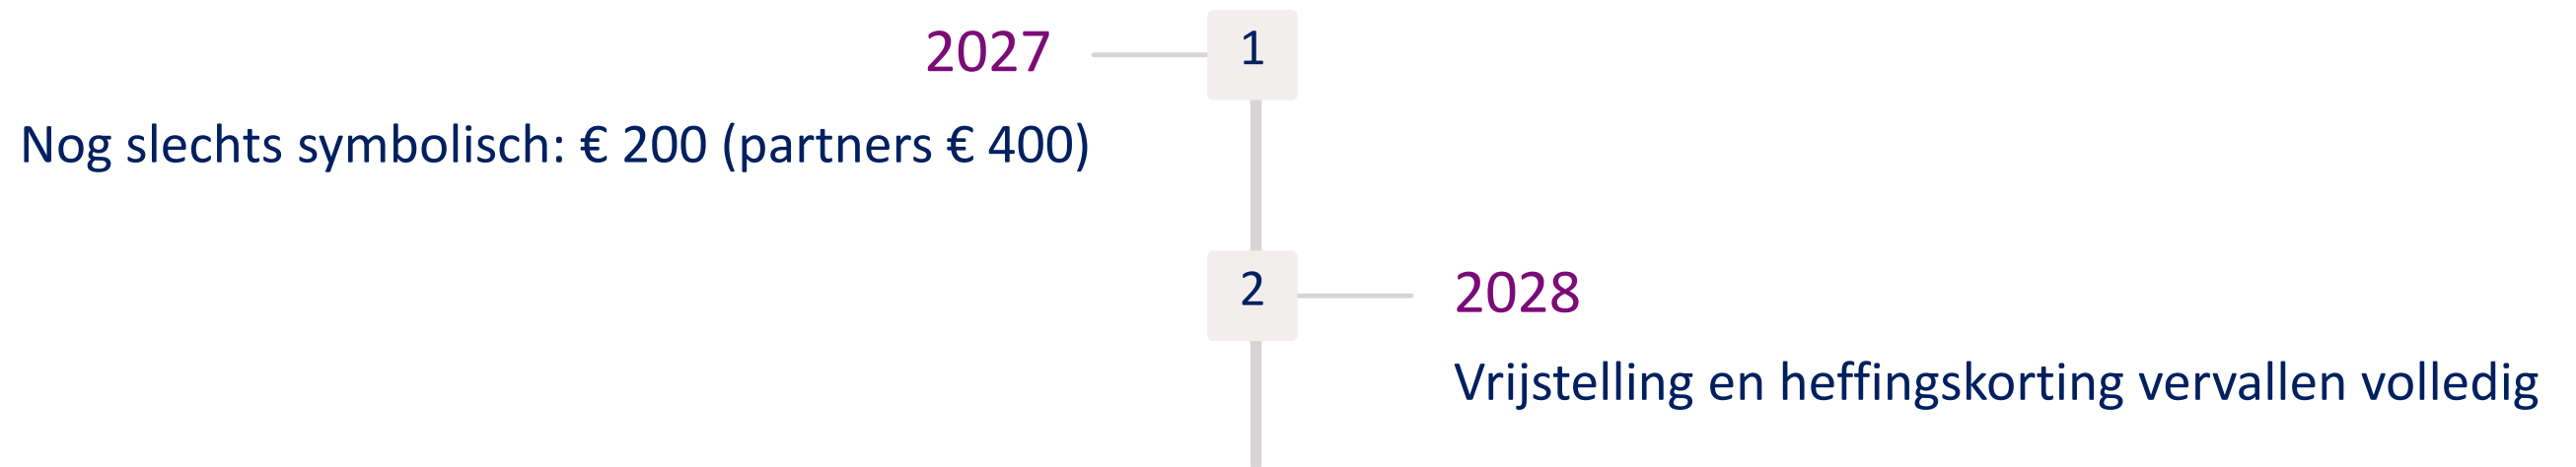 2027
1
Nog slechts symbolisch: € 200 (partners € 400)
2
2028
Vrijstelling en heffingskorting vervallen volledig